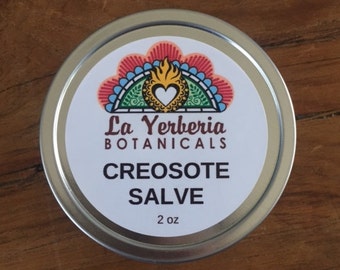 La Yerberia
BOTANICALS
CREOSOTE
SALVE
2 oz